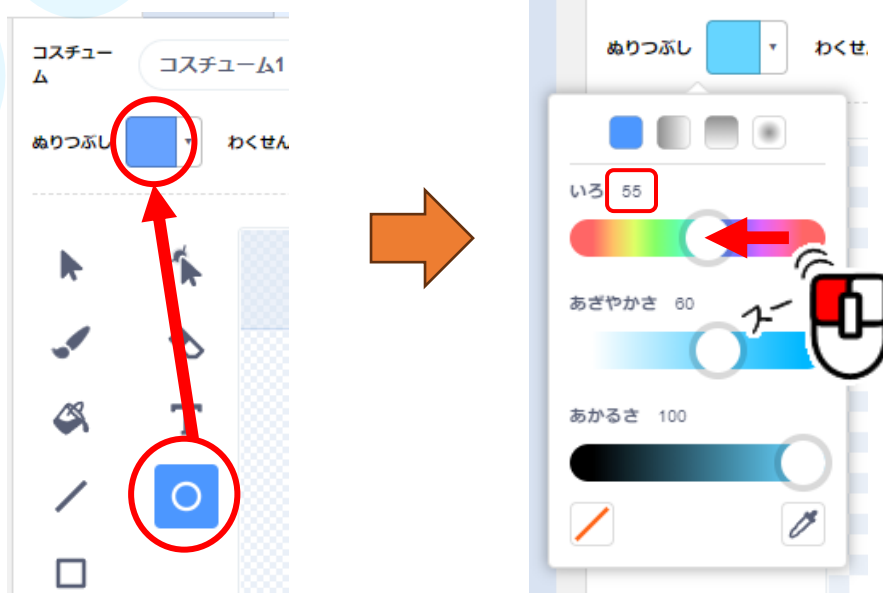 コスチュー
ム
コスチューム1
ぬりつぶし
わくせん
ぬりつぶし
わくせ
いろ 55
あざやかさ 60
スー
あかるさ 100